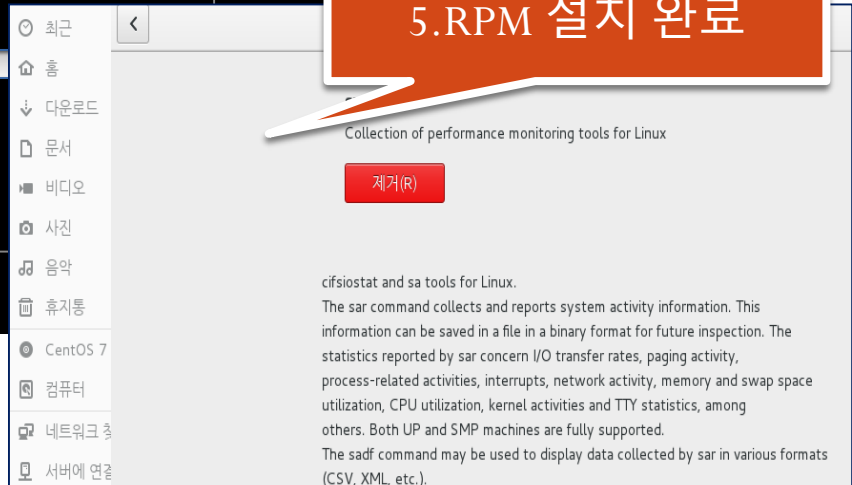 5.RPM 설치 완료
최근
홈
다운로드
문서
비디오
사진
음악
휴지통
CentOS 7
컴퓨터
네트워크
서버에 연결
Collection of performance monitoring tools for Linux
제거(R)
cifsiostat and sa tools for Linux.
The sar command collects and reports system activity information. This
information can be saved in a file in a binary format for future inspection. The
statistics reported by sar concern I/O transfer rates, paging activity,
process-related activities, interrupts, network activity, memory and swap space
utilization, CPU utilization, kernel activities and TTY statistics, among
others. Both UP and SMP machines are fully supported.
The sadf command may be used to display data collected by sar in various formats
(CSV, XML, etc.).